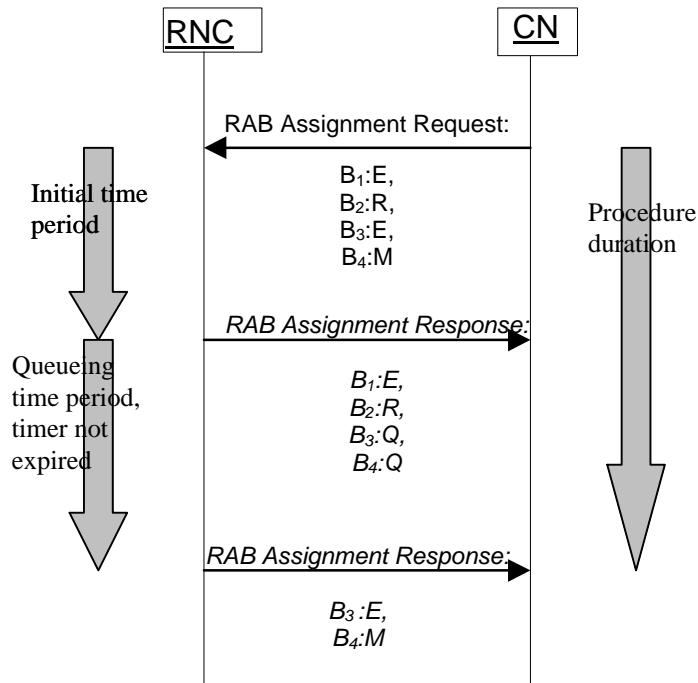 RNC
CN
RAB Assignment Request:
B₁:E,
B₂:R,
B₃:E,
B₄:M
Initial time
period
Procedure
duration
RAB Assignment Response:
B₁:E,
B₂:R,
B₃:Q,
B₄:Q
Queueing
time period,
timer not
expired
RAB Assignment Response:
B₃:E,
B₄:M